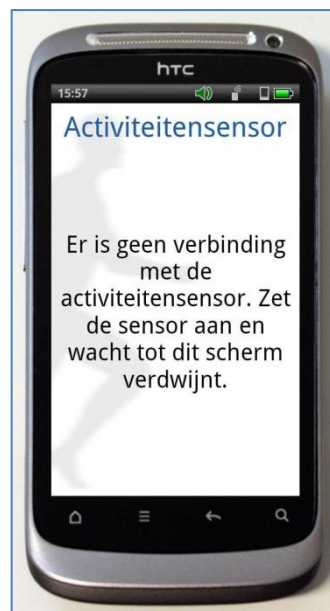 hTC
15:57
Activiteitensensor
Er is geen verbinding
met de
activiteitensensor. Zet
de sensor aan en
wacht tot dit scherm
verdwijnt.